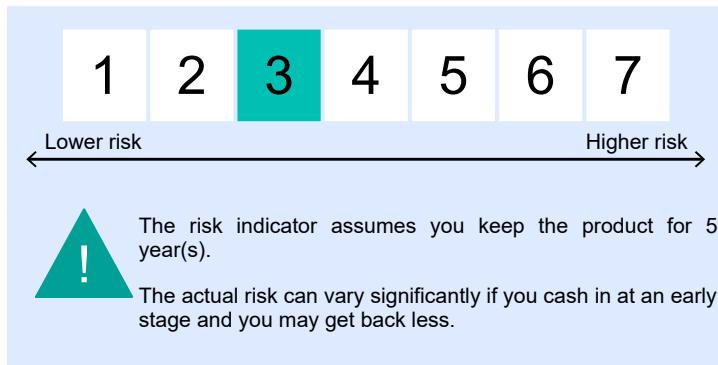 1 2 3 4 5 6 7
Lower risk Higher risk
!
The risk indicator assumes you keep the product for 5
year(s).
The actual risk can vary significantly if you cash in at an early
stage and you may get back less.